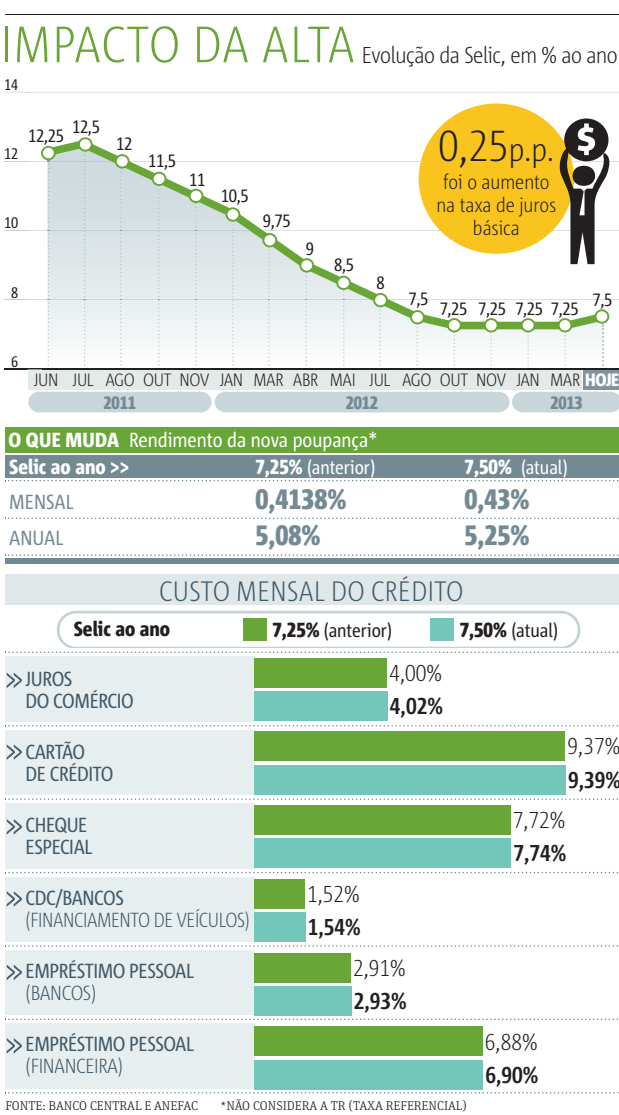 IMPACTO DA ALTA Evolução da Selic, em % ao ano
14
12
10
8
6
12,25 12,5 12 11,5 11 10,5 9,75 9 8,5 8 7,5 7,25 7,25 7,25 7,25 7,5
0,25p.p.
foi o aumento
na taxa de juros
básica
$
JUN JUL AGO OUT NOV JAN MAR ABR MAI JUL AGO OUT NOV JAN MAR HOJE
2011 2012 2013
O QUE MUDA Rendimento da nova poupança*
Selic ao ano >> 7,25% (anterior) 7,50% (atual)
MENSAL 0,4138% 0,43%
ANUAL 5,08% 5,25%
CUSTO MENSAL DO CRÉDITO
Selic ao ano 7,25% (anterior) 7,50% (atual)
>> JUROS
DO COMÉRCIO
4,00%
4,02%
>> CARTÃO
DE CRÉDITO
9,37%
9,39%
>> CHEQUE
ESPECIAL
7,72%
7,74%
>> CDC/BANCOS
(FINANCIAMENTO DE VEÍCULOS)
1,52%
1,54%
>> EMPRÉSTIMO PESSOAL
(BANCOS)
2,91%
2,93%
>> EMPRÉSTIMO PESSOAL
(FINANCEIRA)
6,88%
6,90%
FONTE: BANCO CENTRAL E ANEFAC *NÃO CONSIDERA A TR (TAXA REFERENCIAL)